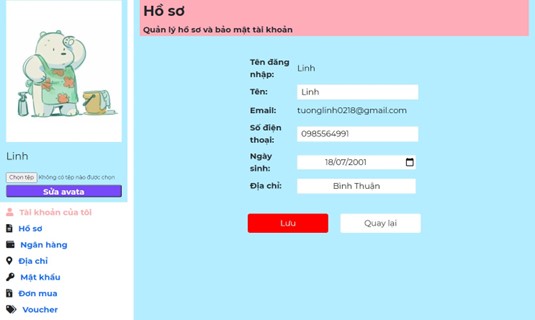 Hồ sơ
Quản lý hồ sơ và bảo mật tài khoản
Linh
Chọn tệp Không có tệp nào được chọn
Sửa avata
Tài khoản của tôi
Hồ sơ
Ngân hàng
Địa chỉ
Mật khẩu
Đơn mua
Voucher
Tên đăng
nhập:
Linh
Tên:
Linh
Email:
tuonglinh0218@gmail.com
Số điện
thoại:
0985564991
Ngày
sinh:
18/07/2001
Địa chỉ:
Bình Thuận
Lưu
Quay lai